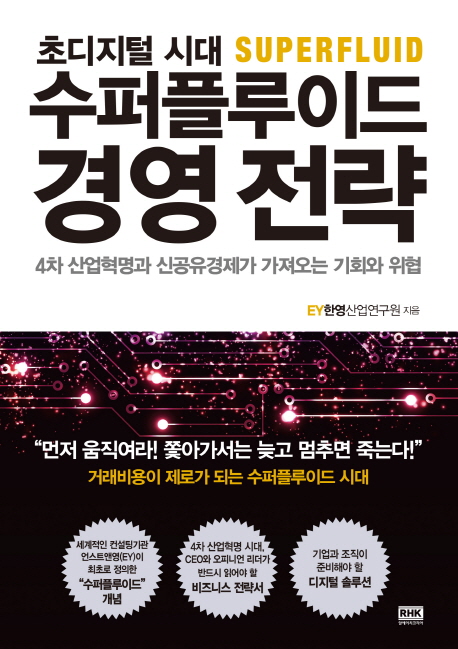 초디지털 시대 SUPERFLUID
수퍼플루이드
경영 전략
4차 산업혁명과 신공유경제가 가져오는 기회와 위협
EY한영산업연구원 지음
“먼저 움직여라! 쫓아가서는 늦고 멈추면 죽는다!”
거래비용이 제로가 되는 수퍼플루이드 시대
세계적인 컨설팅기관
언스트앤영(EY)이
최초로 정의한
“수퍼플루이드”
개념
4차 산업혁명 시대,
CEO와 오피니언 리더가
반드시 읽어야 할
비즈니스 전략서
기업과 조직이
준비해야 할
디지털 솔루션
RHK
알에이치코리아